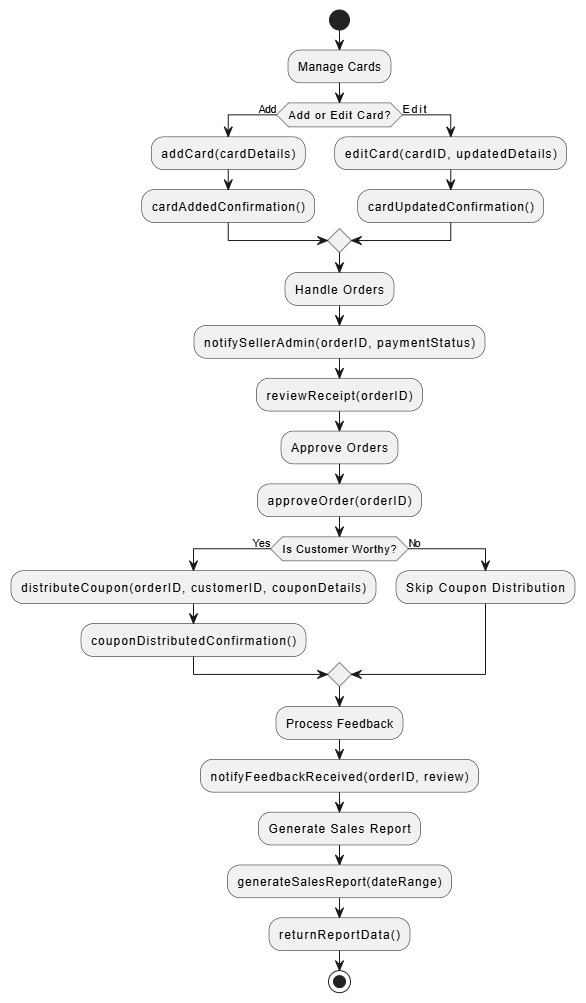 Manage Cards
Add
Add or Edit Card?
Edit
addCard(cardDetails)
editCard(cardID, updatedDetails)
cardAddedConfirmation()
cardUpdatedConfirmation()
Handle Orders
notifySellerAdmin(orderID, paymentStatus)
reviewReceipt(orderID)
Approve Orders
approveOrder(orderID)
Yes
Is Customer Worthy?
No
distributeCoupon(orderID, customerID, couponDetails)
Skip Coupon Distribution
couponDistributedConfirmation()
Process Feedback
notifyFeedbackReceived(orderID, review)
Generate Sales Report
generateSalesReport(dateRange)
returnReportData()